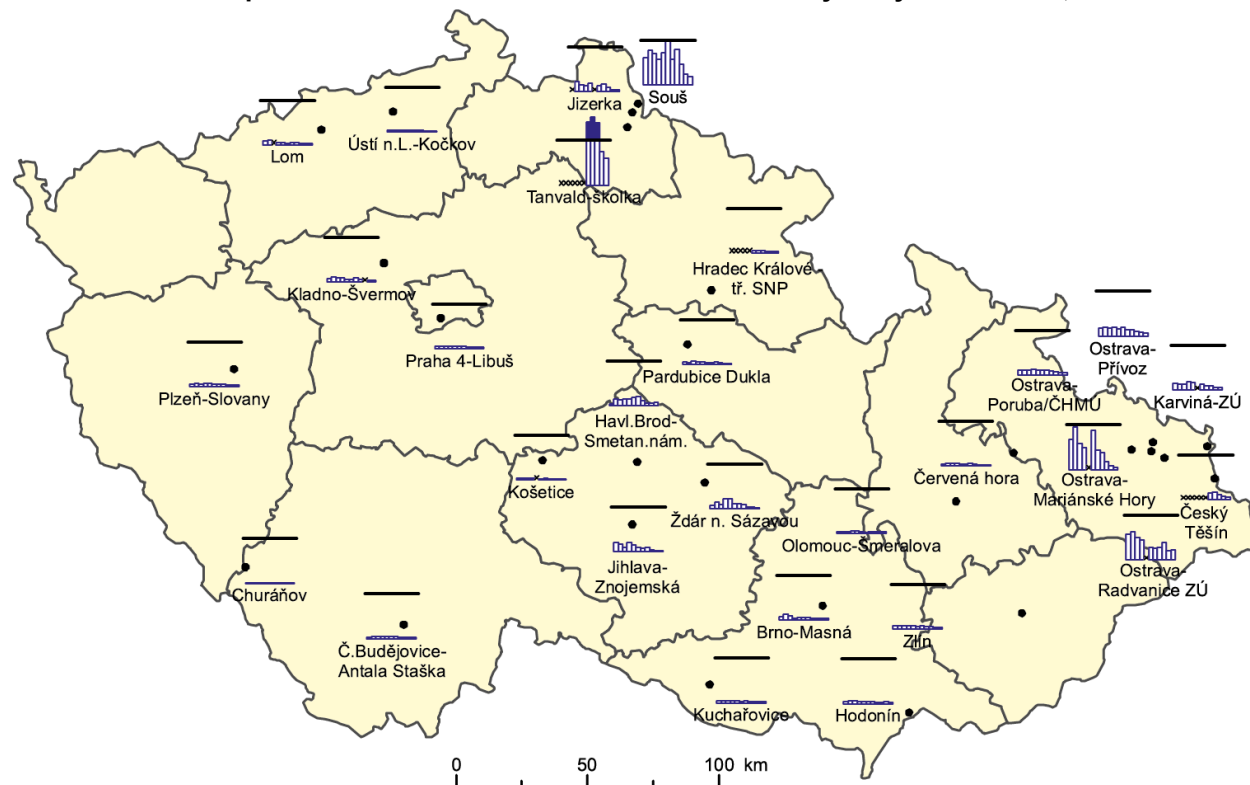 Jizerka
Souš
Lom
Ústí n.L.-Kočkov
Tanvald-školka
Hradec Králové -
tř. SNP
Kladno-Švermov
Praha 4-Libuš
Pardubice Dukla
Plzeň-Slovany
Havl.Brod-
Smetan.nám.
Ostrava-
Přívoz
Ostrava-
Poruba/ČHMÚ
Karviná-ZÚ
Košetice
Ždár n. Sázavou
Červená hora
Ostrava-
Mariánské Hory
Český
Těšín
Olomouc-Šmeralova
Jihlava-
Znojemská
Ostrava-
Radvanice ZÚ
Churáňov
Brno-Masná
Zlín
Č.Budějovice-
Antala Staška
Kuchařovice
Hodonín
0 50 100 km